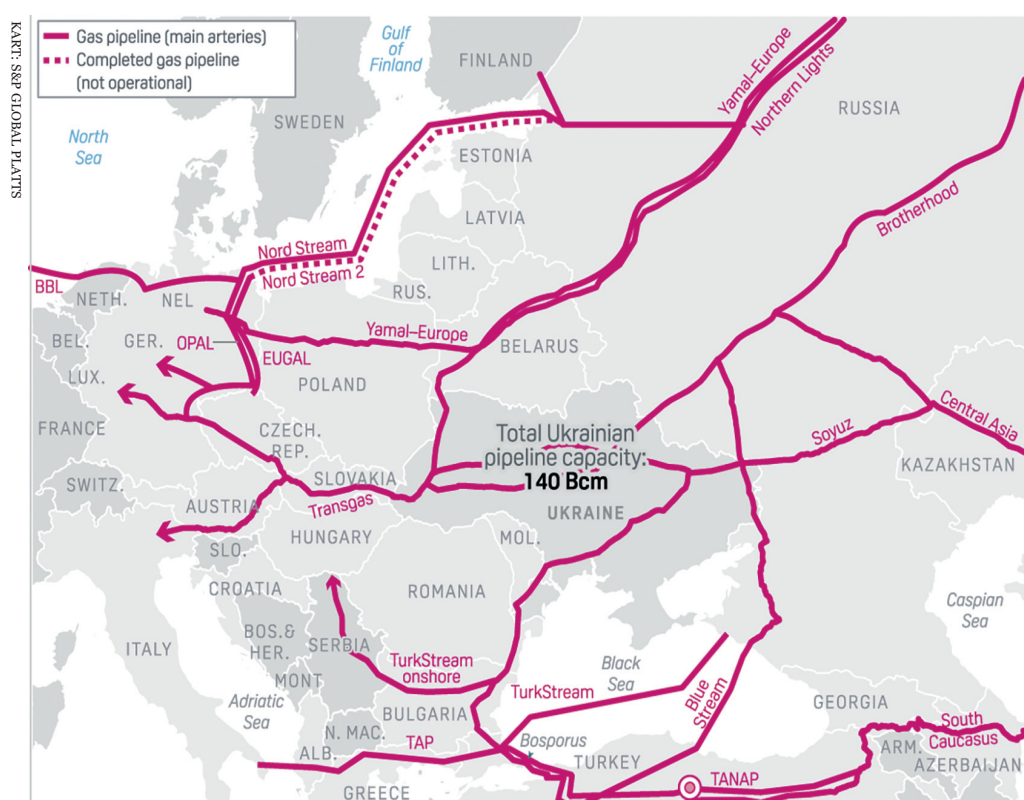 KART: S&P GLOBAL PLATTS
Gas pipeline (main arteries)
Completed gas pipeline
(not operational)
Gulf
of
Finland
FINLAND
Yamal–Europe
Northern Lights
RUSSIA
SWEDEN
North
Sea
ESTONIA
LATVIA
Brotherhood
Nord Stream
Nord Stream 2
LITH.
RUS.
BBL
NETH.
NEL
BEL.
GER.
OPAL
EUGAL
Yamal–Europe
BELARUS
LUX.
POLAND
FRANCE
CZECH.
REP.
Total Ukrainian
pipeline capacity:
140 Bcm
Soyuz
Central Asia
KAZAKHSTAN
SWITZ.
SLOVAKIA
AUSTRIA
Transgas
UKRAINE
HUNGARY
MOL.
SLO.
CROATIA
ROMANIA
Caspian
Sea
BOS.&
HER.
SERBIA
ITALY
MONT
TurkStream
onshore
Black
Sea
TurkStream
Blue
Stream
Adriatic
Sea
BULGARIA
GEORGIA
N. MAC.
ALB.
TAP
Bosporus
TURKEY
South
Caucasus
ARM.
AZERBAIJAN
TANAP
GREECE